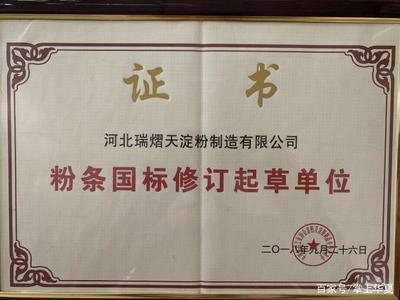 证书
河北瑞熠天淀粉制造有限公司
粉条国标修订起草单位
二〇一八年九月二十六日
百家号/掌上华夏